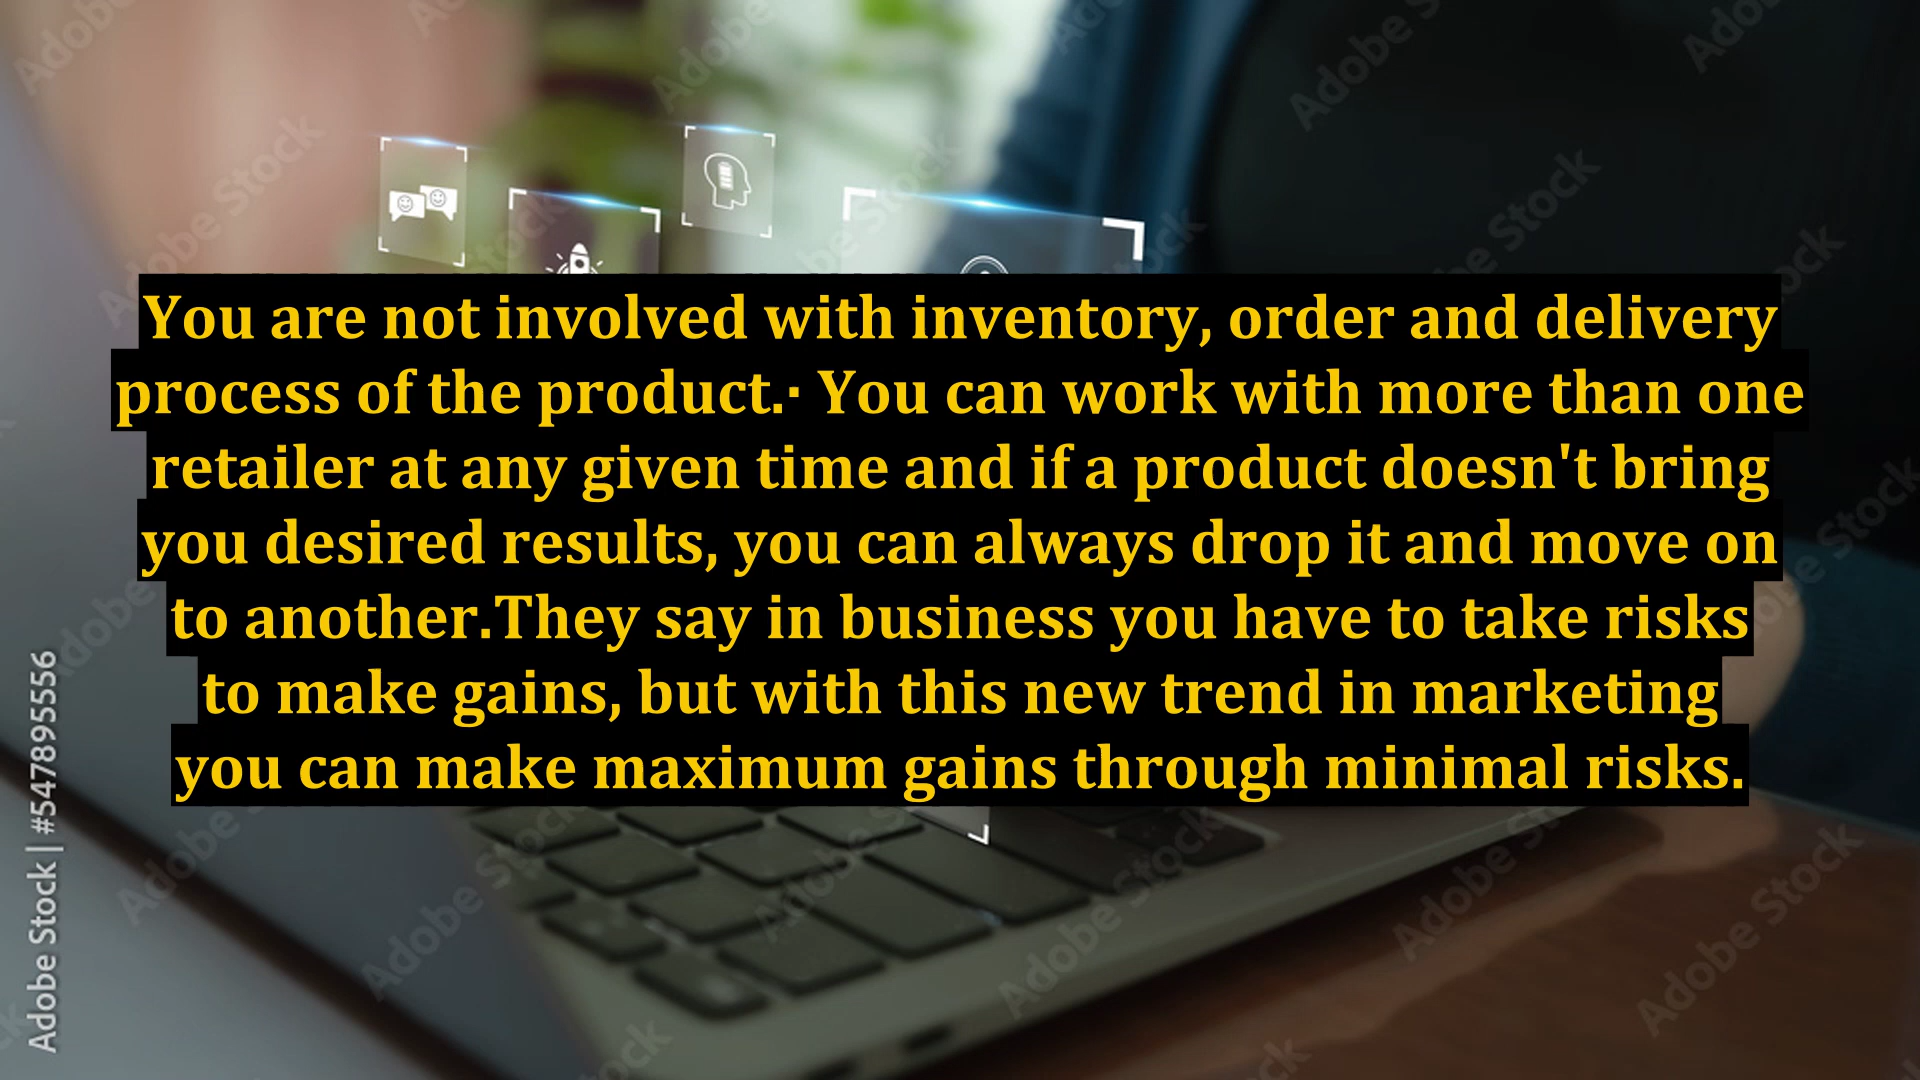 You are not involved with inventory, order and delivery
process of the product.· You can work with more than one
retailer at any given time and if a product doesn't bring
you desired results, you can always drop it and move on
to another.They say in business you have to take risks
to make gains, but with this new trend in marketing
you can make maximum gains through minimal risks.
Adobe Stock | #547895556
Adobe Stock